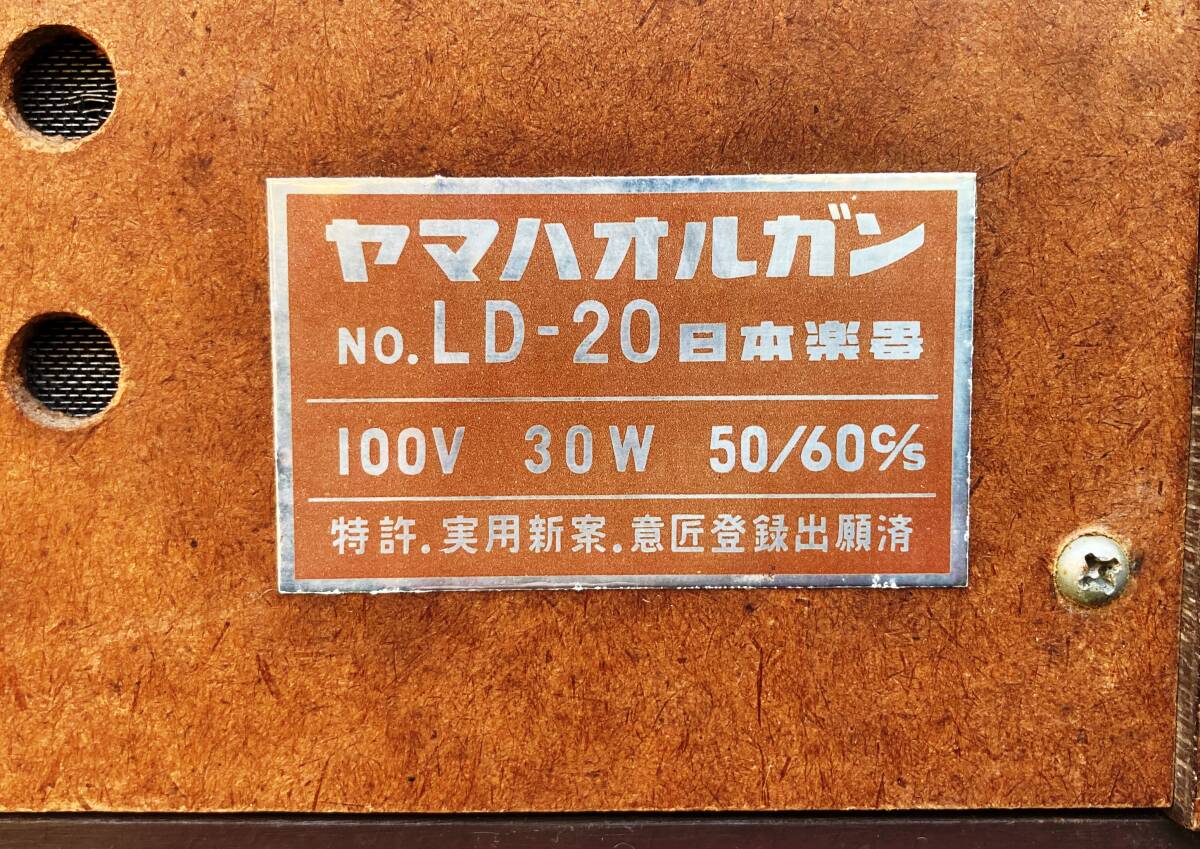 ヤマハオルガン
NO.LD-20 日本楽器
100V 30W 50/60c/s
特許.実用新案.意匠登録出願済